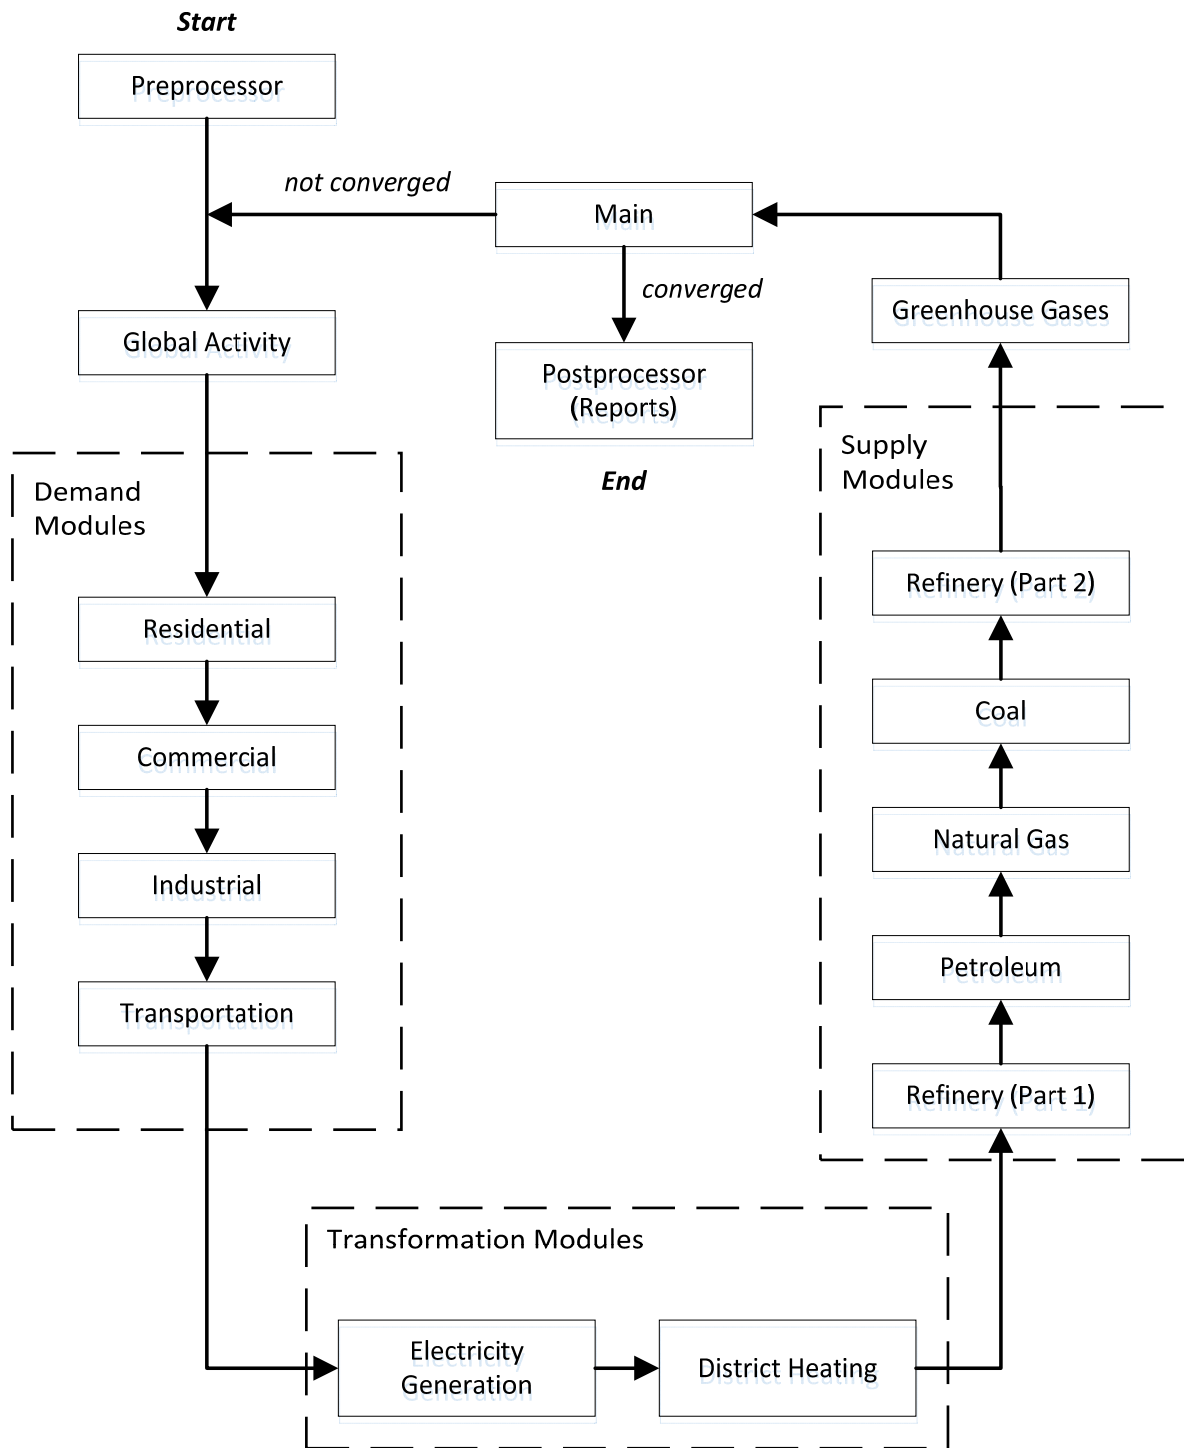 Start
Preprocessor
not converged
Main
converged
Greenhouse Gases
Global Activity
Postprocessor
(Reports)
End
Demand
Modules
Residential
Commercial
Industrial
Transportation
Supply
Modules
Refinery (Part 2)
Coal
Natural Gas
Petroleum
Refinery (Part 1)
Transformation Modules
Electricity
Generation
District Heating